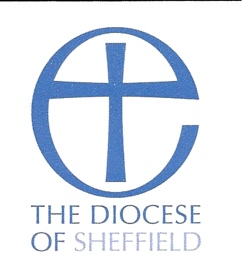 THE DIOCESE
OF SHEFFIELD